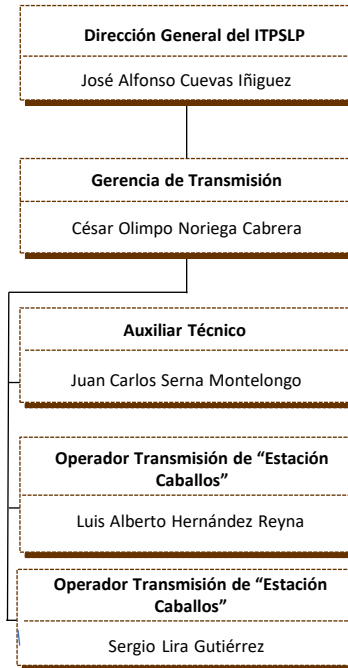 Dirección General del ITPSLP
José Alfonso Cuevas Iñiguez
Gerencia de Transmisión
César Olimpo Noriega Cabrera
Auxiliar Técnico
Juan Carlos Serna Montelongo
Operador Transmisión de “Estación
Caballos”
Luis Alberto Hernández Reyna
Operador Transmisión de “Estación
Caballos”
Sergio Lira Gutiérrez